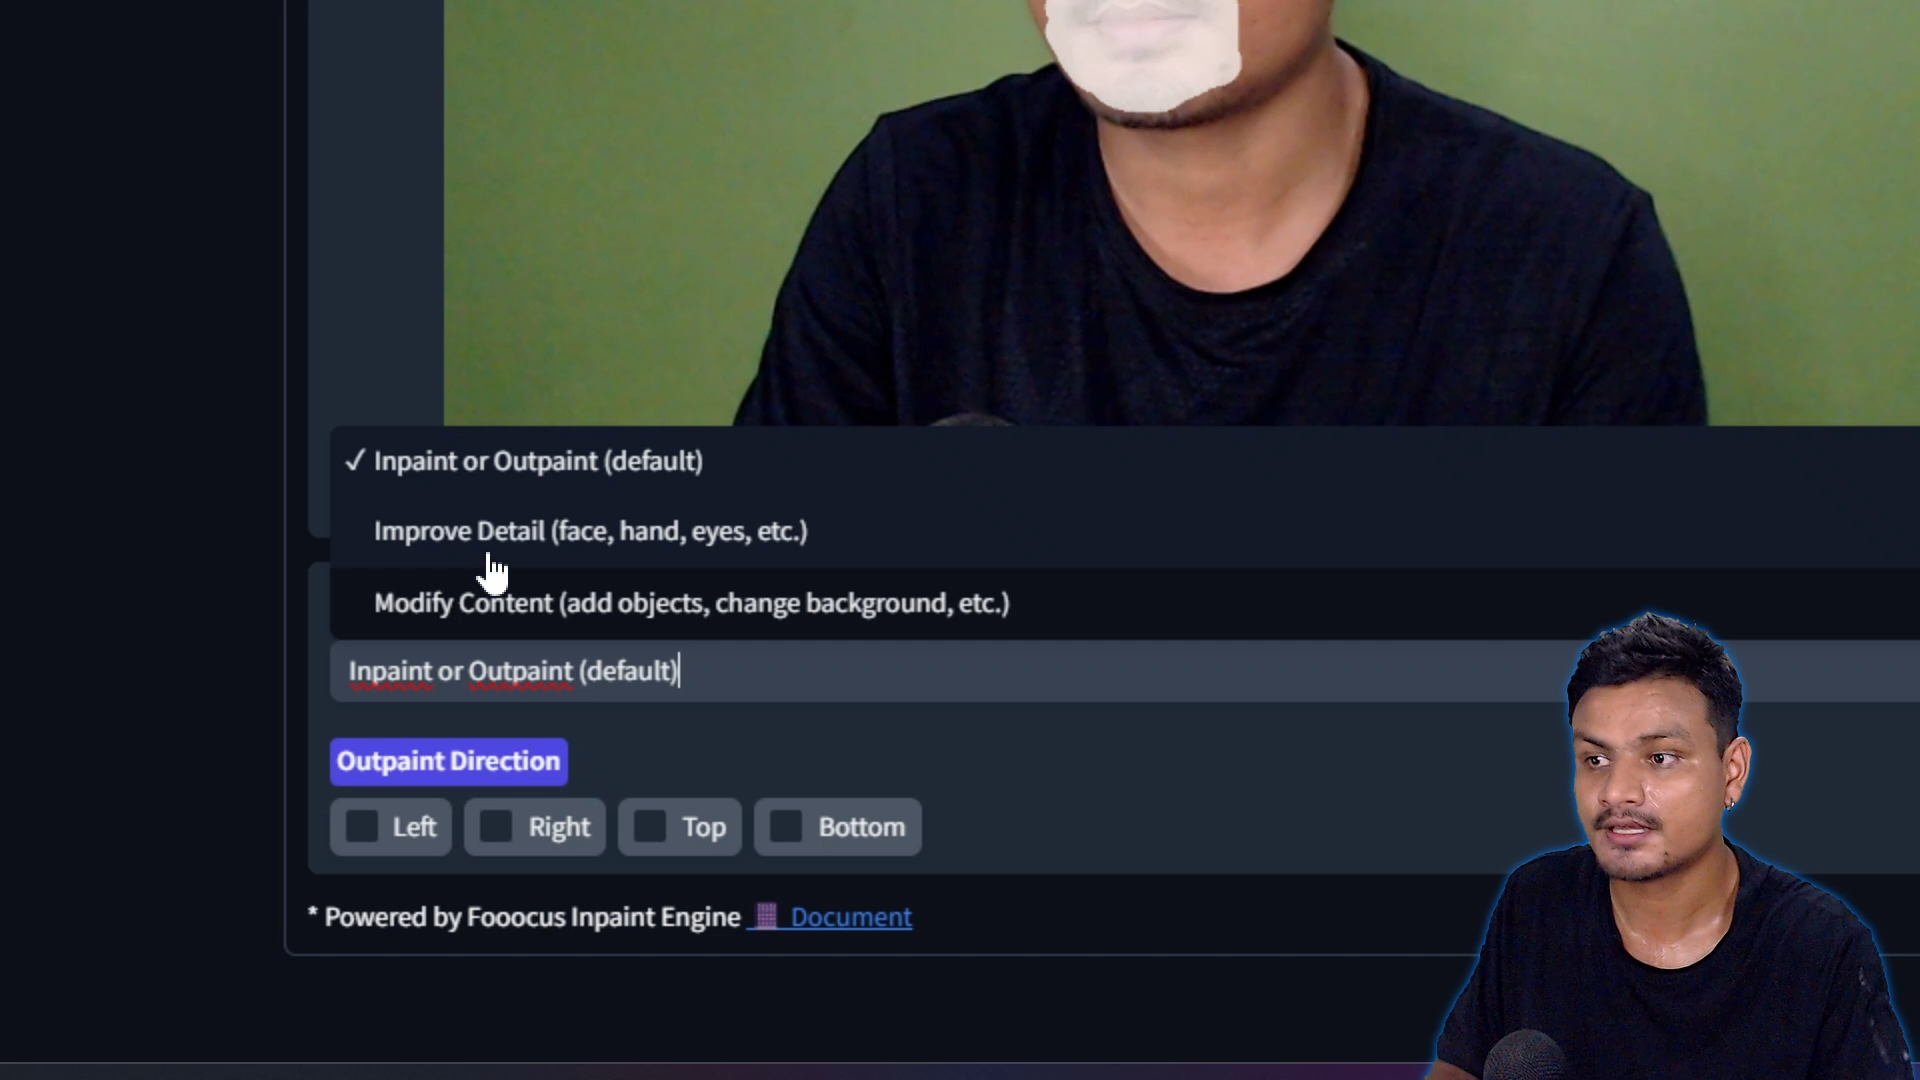 ✓ Inpaint or Outpaint (default)
Improve Detail (face, hand, eyes, etc.)
Modify Content (add objects, change background, etc.)
Inpaint or Outpaint (default)
Outpaint Direction
Left Right Top Bottom
* Powered by Fooocus Inpaint Engine Document